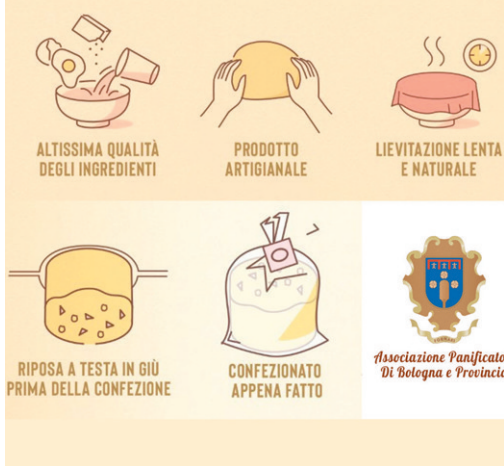 ALTISSIMA QUALITÀ
DEGLI INGREDIENTI
PRODOTTO
ARTIGIANALE
LIEVITAZIONE LENTA
E NATURALE
RIPOSA A TESTA IN GIÙ
PRIMA DELLA CONFEZIONE
CONFEZIONATO
APPENA FATTO
Associazione Panificato
Di Bologna e Provincia